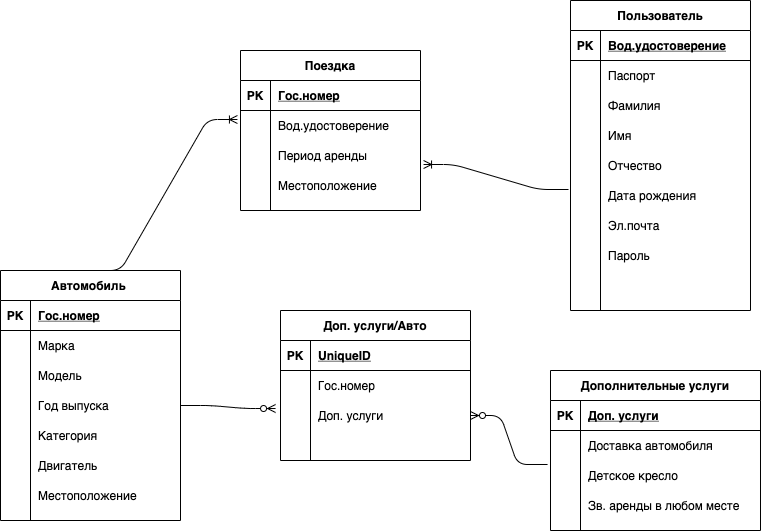 Пользователь
PK Вод.удостоверение
Паспорт
Фамилия
Имя
Отчество
Дата рождения
Эл.почта
Пароль
Поездка
PK Гос.номер
Вод.удостоверение
Период аренды
Местоположение
Автомобиль
PK Гос.номер
Марка
Модель
Год выпуска
Категория
Двигатель
Местоположение
Доп. услуги/Авто
PK UniqueID
Гос.номер
Доп. услуги
Дополнительные услуги
PK Доп. услуги
Доставка автомобиля
Детское кресло
Зв. аренды в любом месте